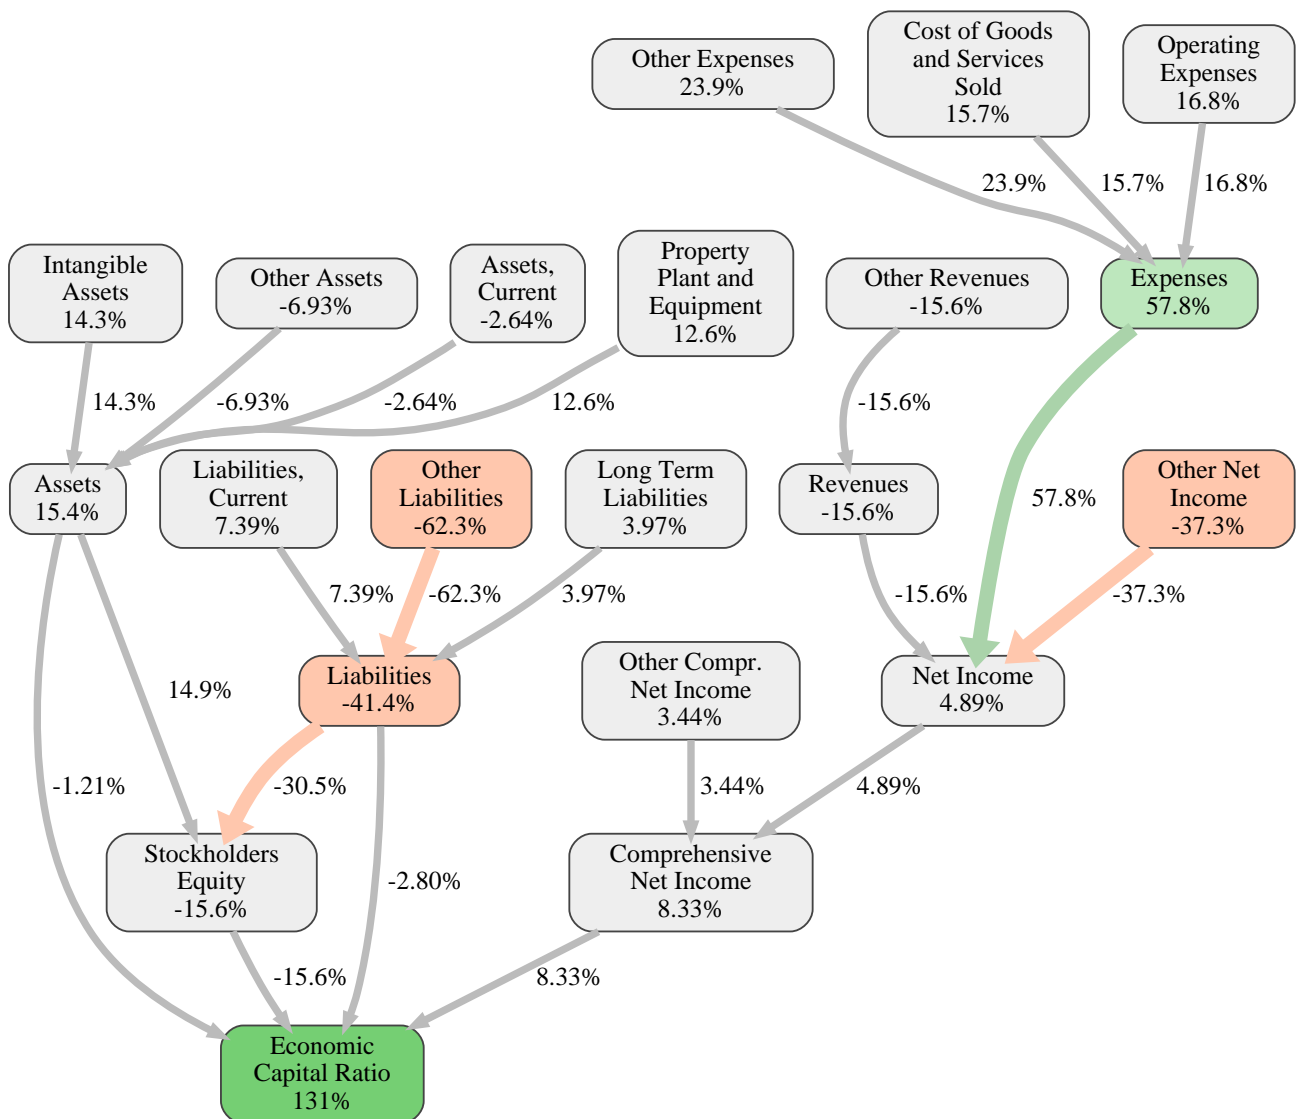 Other Expenses
23.9%
Cost of Goods
and Services
Sold
15.7%
Operating
Expenses
16.8%
23.9%
15.7%
16.8%
Intangible
Assets
14.3%
Other Assets
-6.93%
Assets,
Current
-2.64%
Property
Plant and
Equipment
12.6%
Other Revenues
-15.6%
Expenses
57.8%
14.3%
-6.93%
-2.64%
12.6%
-15.6%
Assets
15.4%
Liabilities,
Current
7.39%
Other
Liabilities
-62.3%
Long Term
Liabilities
3.97%
Revenues
-15.6%
57.8%
Other Net
Income
-37.3%
7.39%
-62.3%
3.97%
-15.6%
-37.3%
14.9%
Liabilities
-41.4%
Other Compr.
Net Income
3.44%
Net Income
4.89%
-1.21%
-30.5%
3.44%
4.89%
Stockholders
Equity
-15.6%
-2.80%
Comprehensive
Net Income
8.33%
-15.6%
8.33%
Economic
Capital Ratio
131%